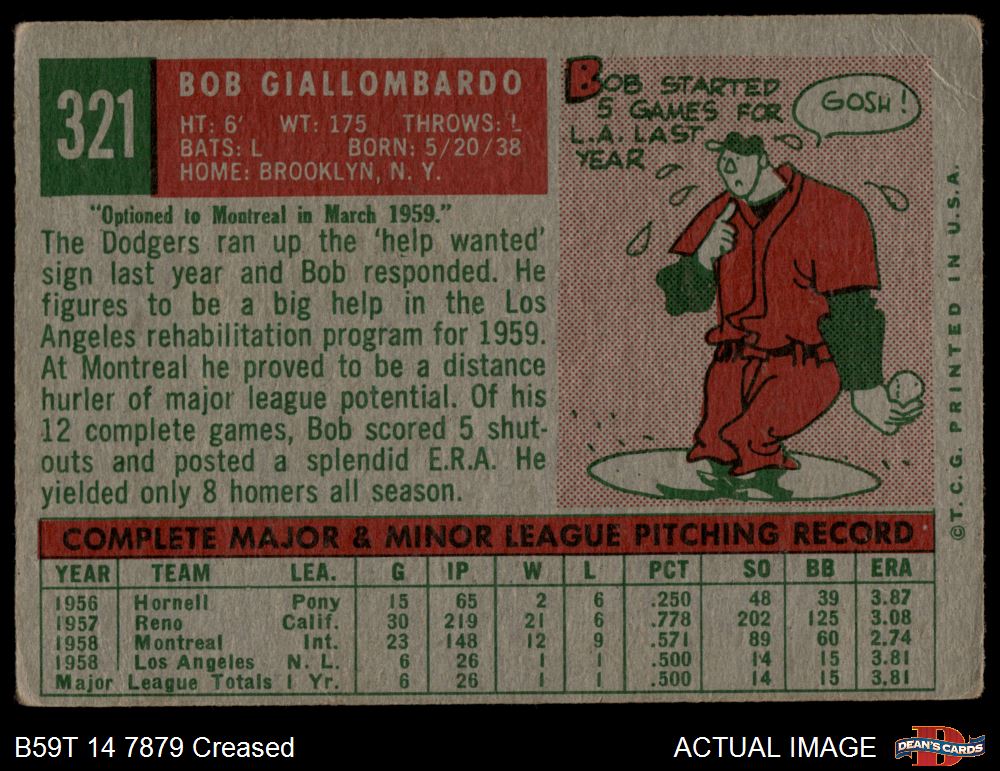 321
BOB GIALLOMBARDO
HT: 6' WT: 175 THROWS: L
BATS: L BORN: 5/20/38
HOME: BROOKLYN, N. Y.
"Optioned to Montreal in March 1959."
The Dodgers ran up the 'help wanted'
sign last year and Bob responded. He
figures to be a big help in the Los
Angeles rehabilitation program for 1959.
At Montreal he proved to be a distance
hurler of major league potential. Of his
12 complete games, Bob scored 5 shut-
outs and posted a splendid E.R.A. He
yielded only 8 homers all season.
BOB STARTED
5 GAMES FOR
L.A. LAST
YEAR
GOSH!
©T.C.G. PRINTED IN U.S.A.
COMPLETE MAJOR & MINOR LEAGUE PITCHING RECORD
YEAR TEAM LEA. G IP W L PCT SO BB ERA
1956 Hornell Pony 15 65 2 6 .250 48 39 3.87
1957 Reno Calif. 30 219 21 6 .778 202 125 3.08
1958 Montreal Int. 23 148 12 9 .571 89 60 2.74
1958 Los Angeles N. L. 6 26 1 1 .500 14 15 3.81
Major League Totals 1 Yr. 6 26 1 1 .500 14 15 3.81
B59T 14 7879 Creased
ACTUAL IMAGE
DEAN'S CARDS